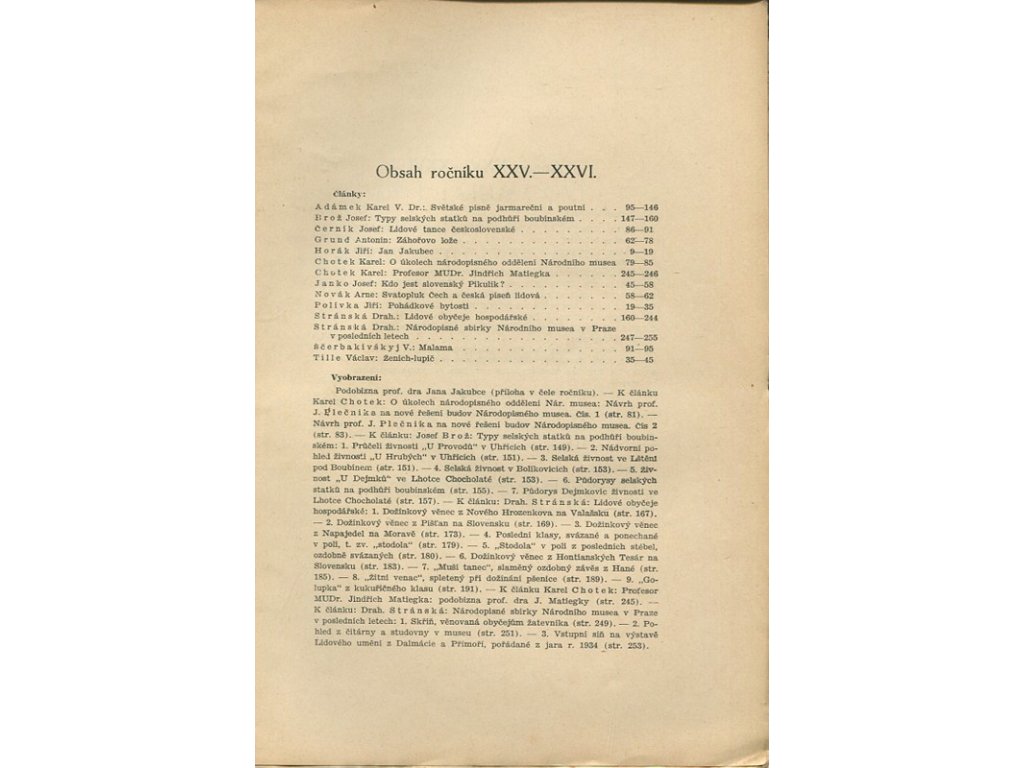 Obsah ročníku XXV.—XXVI.
Články:
Adámek Karel V. Dr.: Světské písně jarmareční a poutní . . . 95—146
Brož Josef: Typy selských statků na podhůří boubínském . . . . 147—160
Černík Josef: Lidové tance československé . . . . . . . . . . 86—91
Grund Antonín: Záhořovo lože . . . . . . . . . . . . . . . 62—78
Horák Jiří: Jan Jakubec . . . . . . . . . . . . . . . . . 9—19
Chotek Karel: O úkolech národopisného oddělení Národního musea 79—85
Chotek Karel: Profesor MUDr. Jindřich Matiegka . . . . . . . 245—246
Janko Josef: Kdo jest slovenský Pikulík? . . . . . . . . . . . 45—58
Novák Arne: Svatopluk Čech a česká píseň lidová . . . . . . . 58—62
Polívka Jiří: Pohádkové bytosti . . . . . . . . . . . . . . 19—35
Stránská Drah.: Lidové obyčeje hospodářské . . . . . . . . . 160—244
Stránská Drah.: Národopisné sbírky Národního musea v Praze
v posledních letech . . . . . . . . . . . . . . . . . . 247—255
Ščerbakivákyj V.: Malama . . . . . . . . . . . . . . . . 91—95
Tille Václav: Ženich-lupič . . . . . . . . . . . . . . . . . 35—45
Vyobrazení:
Podobizna prof. dra Jana Jakubce (příloha v čele ročníku). — K článku
Karel Chotek: O úkolech národopisného oddělení Nár. musea: Návrh prof.
J. Plečnika na nové řešení budov Národopisného musea. Čís. 1 (str. 81). —
Návrh prof. J. Plečnika na nové řešení budov Národopisného musea. Čís 2
(str. 83). — K článku: Josef Brož: Typy selských statků na podhůří boubín-
ském: 1. Průčelí živnosti „U Provodů" v Uhřicích (str. 149). — 2. Nádvorní po-
hled živnosti „U Hrubých" v Uhřicích (str. 151). — 3. Selská živnost ve Lštění
pod Boubínem (str. 151). — 4. Selská živnost v Bolíkovicích (str. 153). — 5. Živ-
nost „U Dejmků" ve Lhotce Chocholaté (str. 153). — 6. Půdorysy selských
statků na podhůří boubínském (str. 155). — 7. Půdorys Dejmkovic živnosti ve
Lhotce Chocholaté (str. 157). — K článku: Drah. Stránská: Lidové obyčeje
hospodářské: 1. Dožínkový věnec z Nového Hrozenkova na Valašsku (str. 167).
— 2. Dožínkový věnec z Píšťan na Slovensku (str. 169). — 3. Dožínkový věnec
z Napajedel na Moravě (str. 173). — 4. Poslední klasy, svázané a ponechané
v poli, t. zv. „stodola" (str. 179). — 5. „Stodola" v poli z posledních stébel,
ozdobně svázaných (str. 180). — 6. Dožínkový věnec z Hontianských Tesár na
Slovensku (str. 183). — 7. „Muší tanec", slaměný ozdobný závěs z Hané (str.
185). — 8. „Žitni venac", spletený při dožínání pšenice (str. 189). — 9. „Go-
lupka" z kukuřičného klasu (str. 191). — K článku Karel Chotek: Profesor
MUDr. Jindřich Matiegka: podobizna prof. dra J. Matiegky (str. 245). —
K článku: Drah. Stránská: Národopisné sbírky Národního musea v Praze
v posledních letech: 1. Skříň, věnovaná obyčejům žatevníka (str. 249). — 2. Po-
hled z čítárny a studovny v museu (str. 251). — 3. Vstupní síň na výstavě
Lidového umění z Dalmácie a Přímoří, pořádané z jara r. 1934 (str. 253).